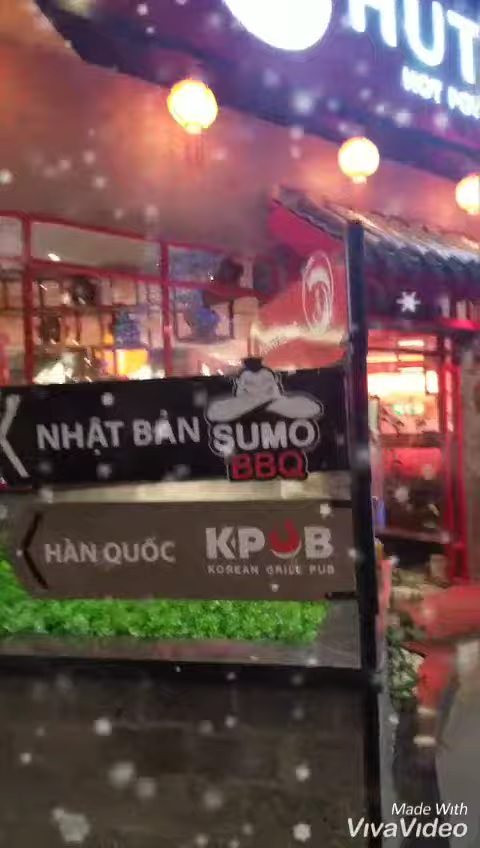 HUT
HOT PO
NHẬT BẢN SUMO
BBQ
HÀN QUỐC KPUB
KOREAN GRILL PUB
Made With
VivaVideo